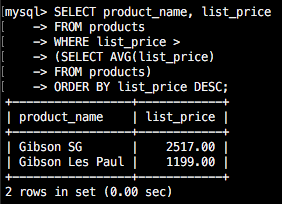 mysql> SELECT product_name, list_price
    -> FROM products
    -> WHERE list_price >
    -> (SELECT AVG(list_price)
    -> FROM products)
    -> ORDER BY list_price DESC;
+------------------+------------+
| product_name     | list_price |
+------------------+------------+
| Gibson SG        |    2517.00 |
| Gibson Les Paul  |    1199.00 |
+------------------+------------+
2 rows in set (0.00 sec)